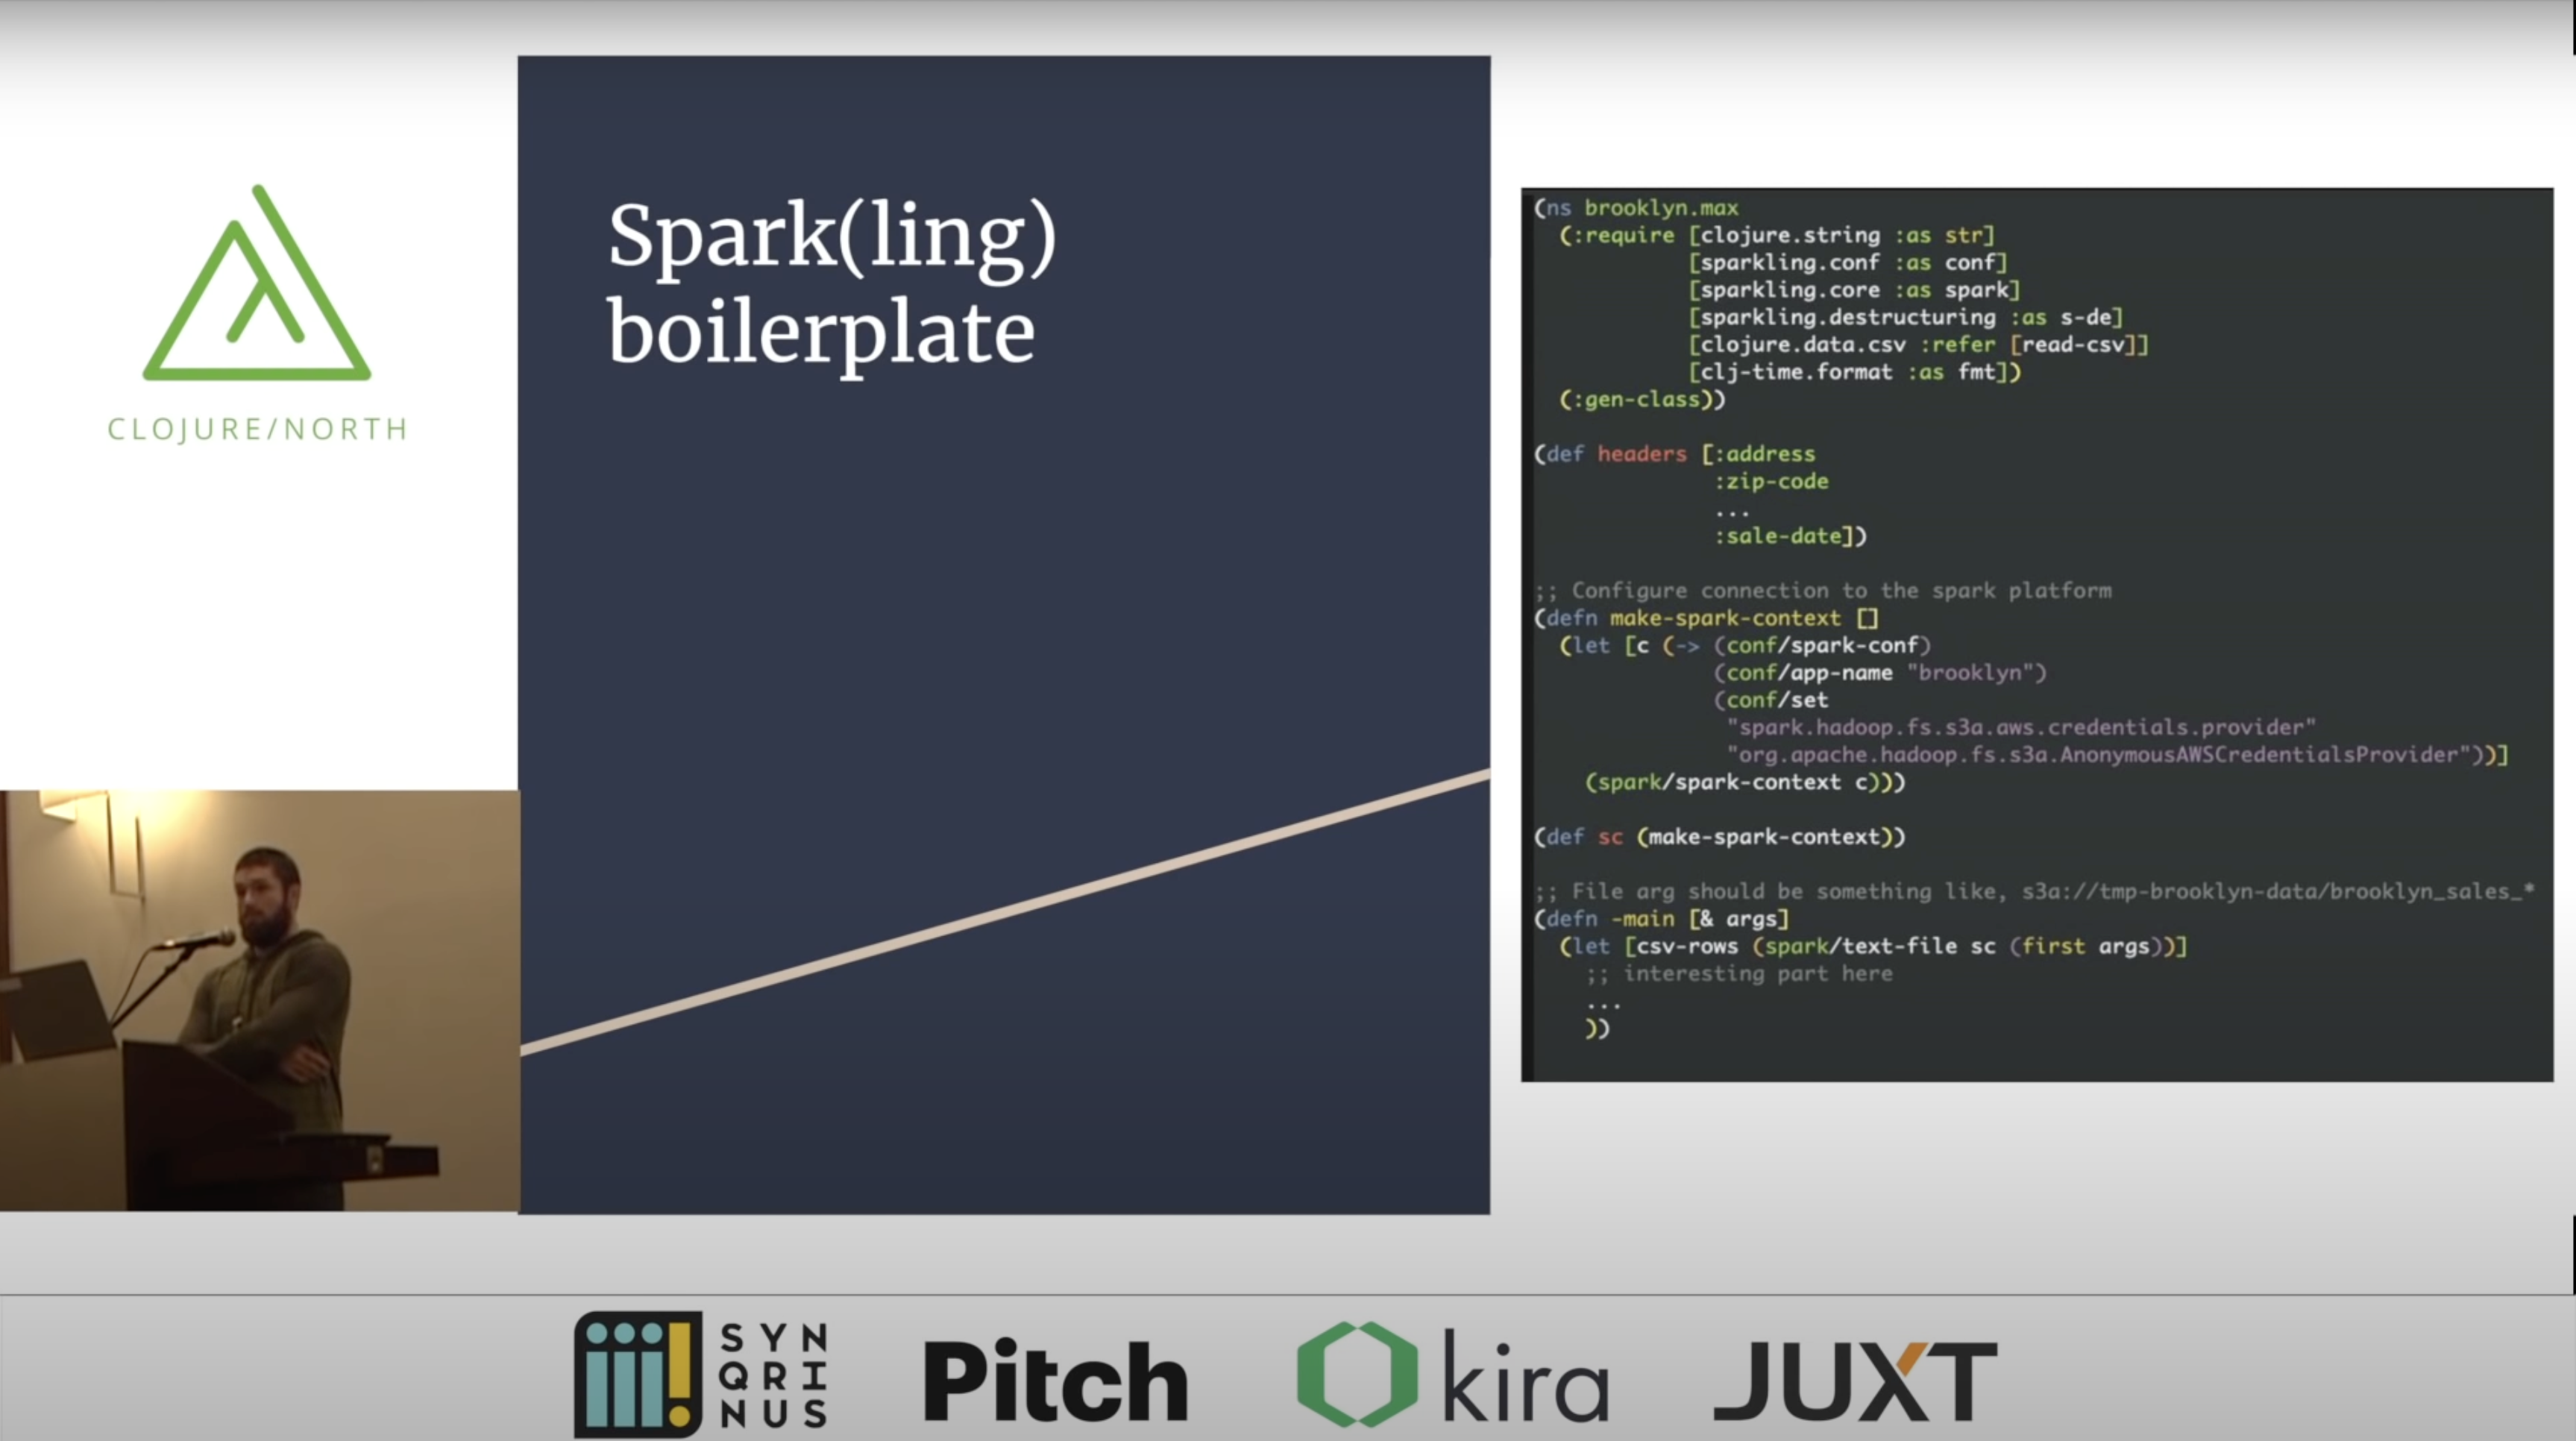 CLOJURE/NORTH
Spark(ling)
boilerplate
(ns brooklyn.max
  (:require [clojure.string :as str]
            [sparkling.conf :as conf]
            [sparkling.core :as spark]
            [sparkling.destructuring :as s-de]
            [clojure.data.csv :refer [read-csv]]
            [clj-time.format :as fmt])
  (:gen-class))
(def headers [:address
              :zip-code
              ...
              :sale-date])
;; Configure connection to the spark platform
(defn make-spark-context []
  (let [c (-> (conf/spark-conf)
              (conf/app-name "brooklyn")
              (conf/set
               "spark.hadoop.fs.s3a.aws.credentials.provider"
               "org.apache.hadoop.fs.s3a.AnonymousAWSCredentialsProvider"))]
    (spark/spark-context c)))
(def sc (make-spark-context))
;; File arg should be something like, s3a://tmp-brooklyn-data/brooklyn_sales_*
(defn -main [& args]
  (let [csv-rows (spark/text-file sc (first args))]
    ;; interesting part here
    ...
    ))
SYN
QRI
NUS
Pitch
kira
JUXT